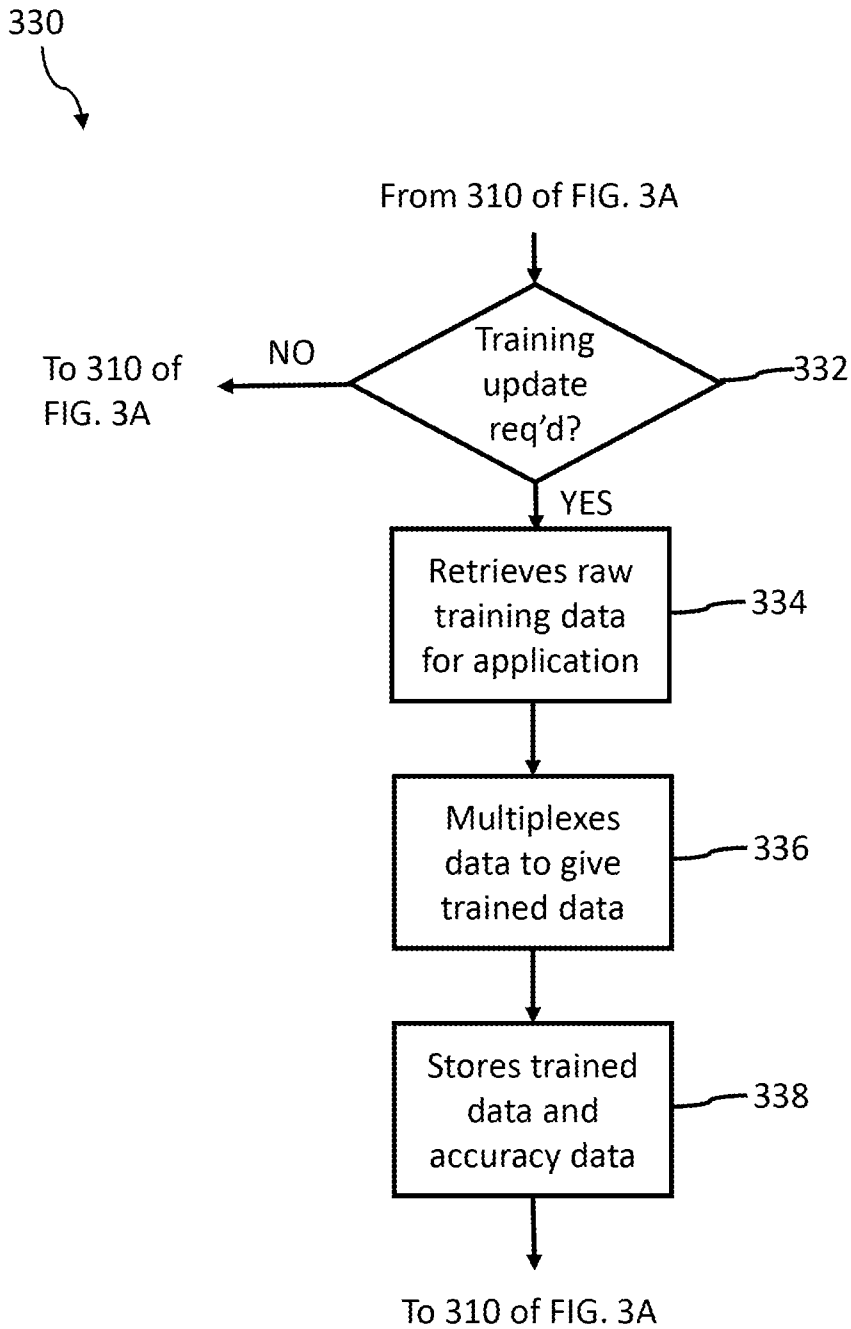 330
From 310 of FIG. 3A
Training
update
req'd?
332
NO
To 310 of
FIG. 3A
YES
Retrieves raw
training data
for application
334
Multiplexes
data to give
trained data
336
Stores trained
data and
accuracy data
338
To 310 of FIG. 3A